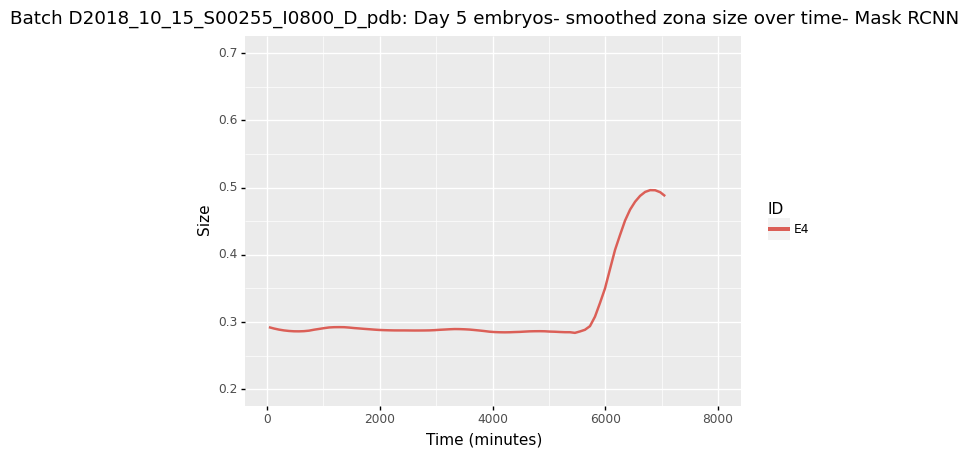 Batch D2018_10_15_S00255_I0800_D_pdb: Day 5 embryos- smoothed zona size over time- Mask RCNN
0.7
0.6
0.5
0.4
0.3
0.2
Size
0 2000 4000 6000 8000
Time (minutes)
ID
E4